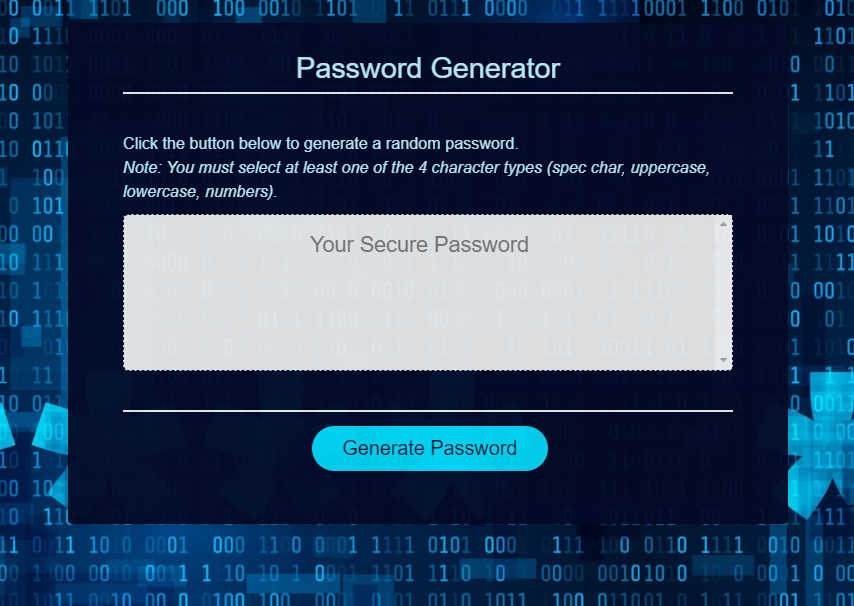 Password Generator
Click the button below to generate a random password.
Note: You must select at least one of the 4 character types (spec char, uppercase,
lowercase, numbers).
Your Secure Password
Generate Password